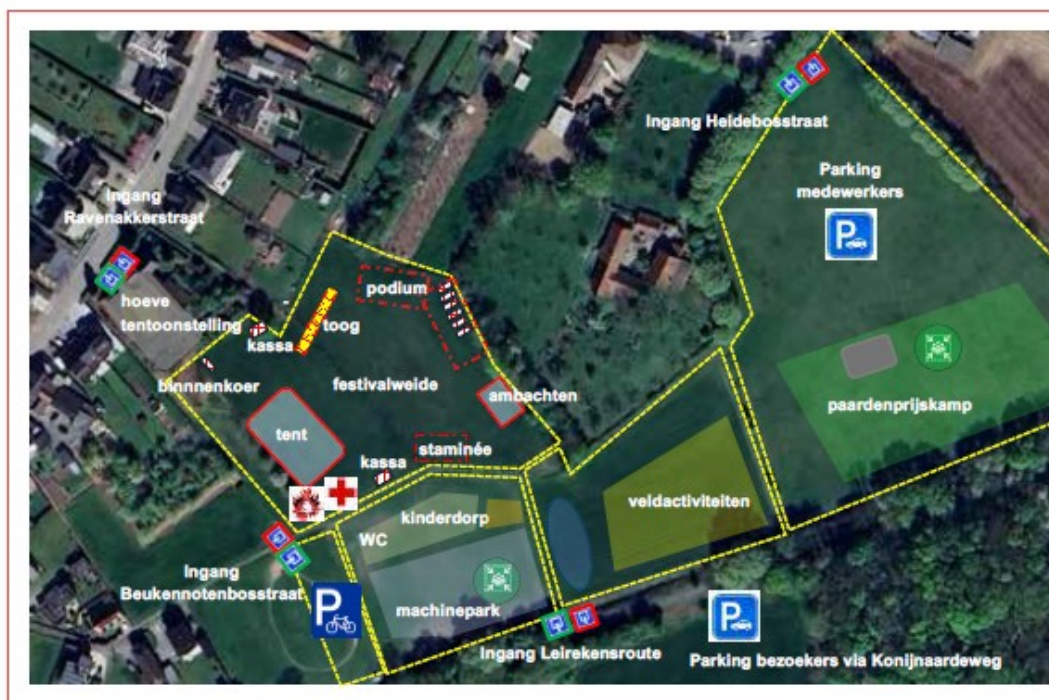 Ingang Heidebosstraat
Parking
medewerkers
P
Ingang
Ravenakkerstraat
hoeve
tentoonstelling
podium
toog
kassa
binnnenkoer
festivalweide
ambachten
paardenprijskamp
tent
staminée
kassa
veldactiviteiten
kinderdorp
WC
Ingang
Beukennotenbosstraat
P
machinepark
P
Ingang Leirekensroute
Parking bezoekers via Konijnaardeweg